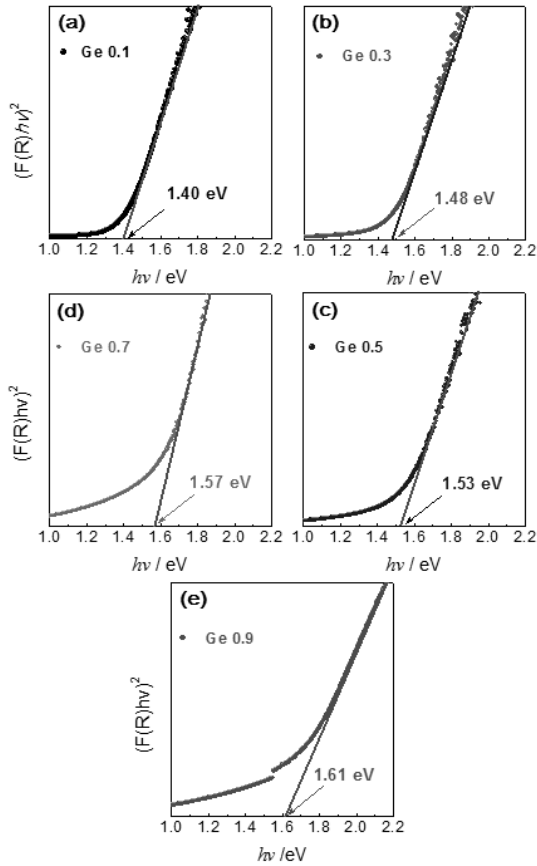 (a)
Ge 0.1
(F(R)hν)²
1.40 eV
1.0 1.2 1.4 1.6 1.8 2.0 2.2
hν / eV
(b)
Ge 0.3
1.48 eV
1.0 1.2 1.4 1.6 1.8 2.0 2.2
hν / eV
(d)
Ge 0.7
(F(R)hv)²
1.57 eV
1.0 1.2 1.4 1.6 1.8 2.0 2.2
hν / eV
(c)
Ge 0.5
1.53 eV
1.0 1.2 1.4 1.6 1.8 2.0 2.2
hν / eV
(e)
Ge 0.9
(F(R)hv)²
1.61 eV
1.0 1.2 1.4 1.6 1.8 2.0 2.2
hν / eV